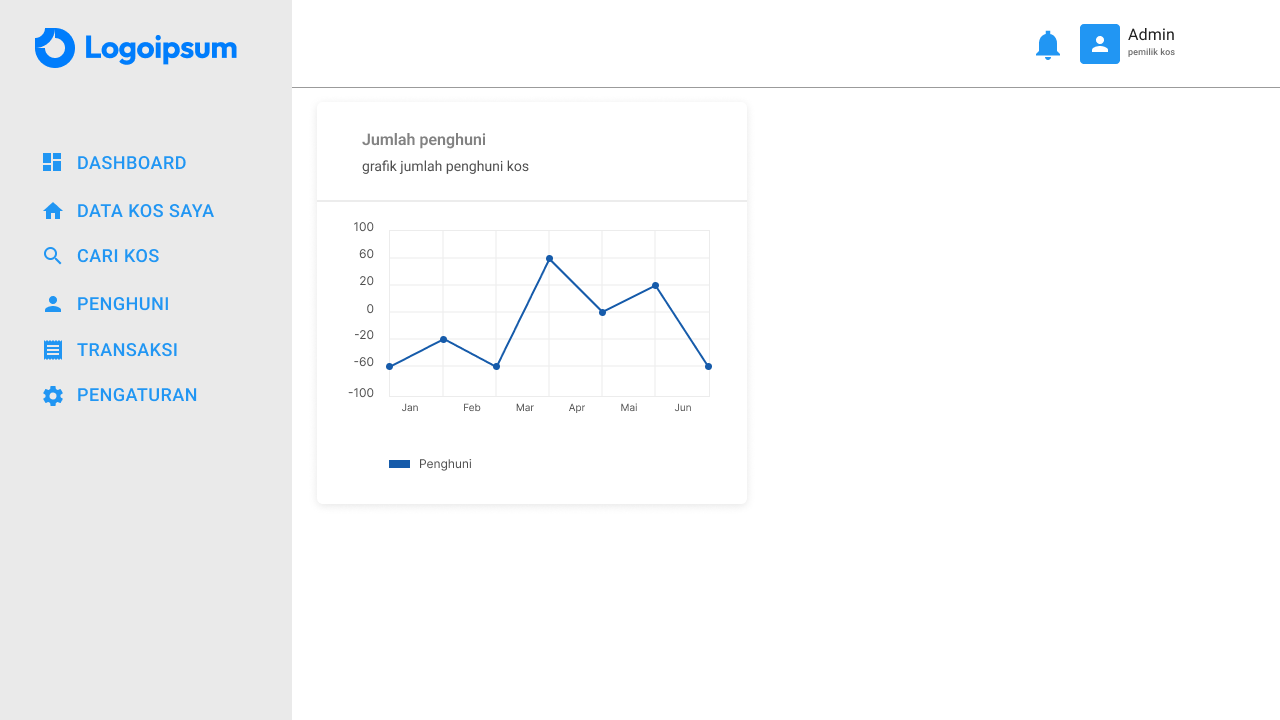 Logoipsum
Admin
pemilik kos
DASHBOARD
DATA KOS SAYA
CARI KOS
PENGHUNI
TRANSAKSI
PENGATURAN
Jumlah penghuni
grafik jumlah penghuni kos
100
60
20
0
-20
-60
-100
Jan Feb Mar Apr Mai Jun
Penghuni